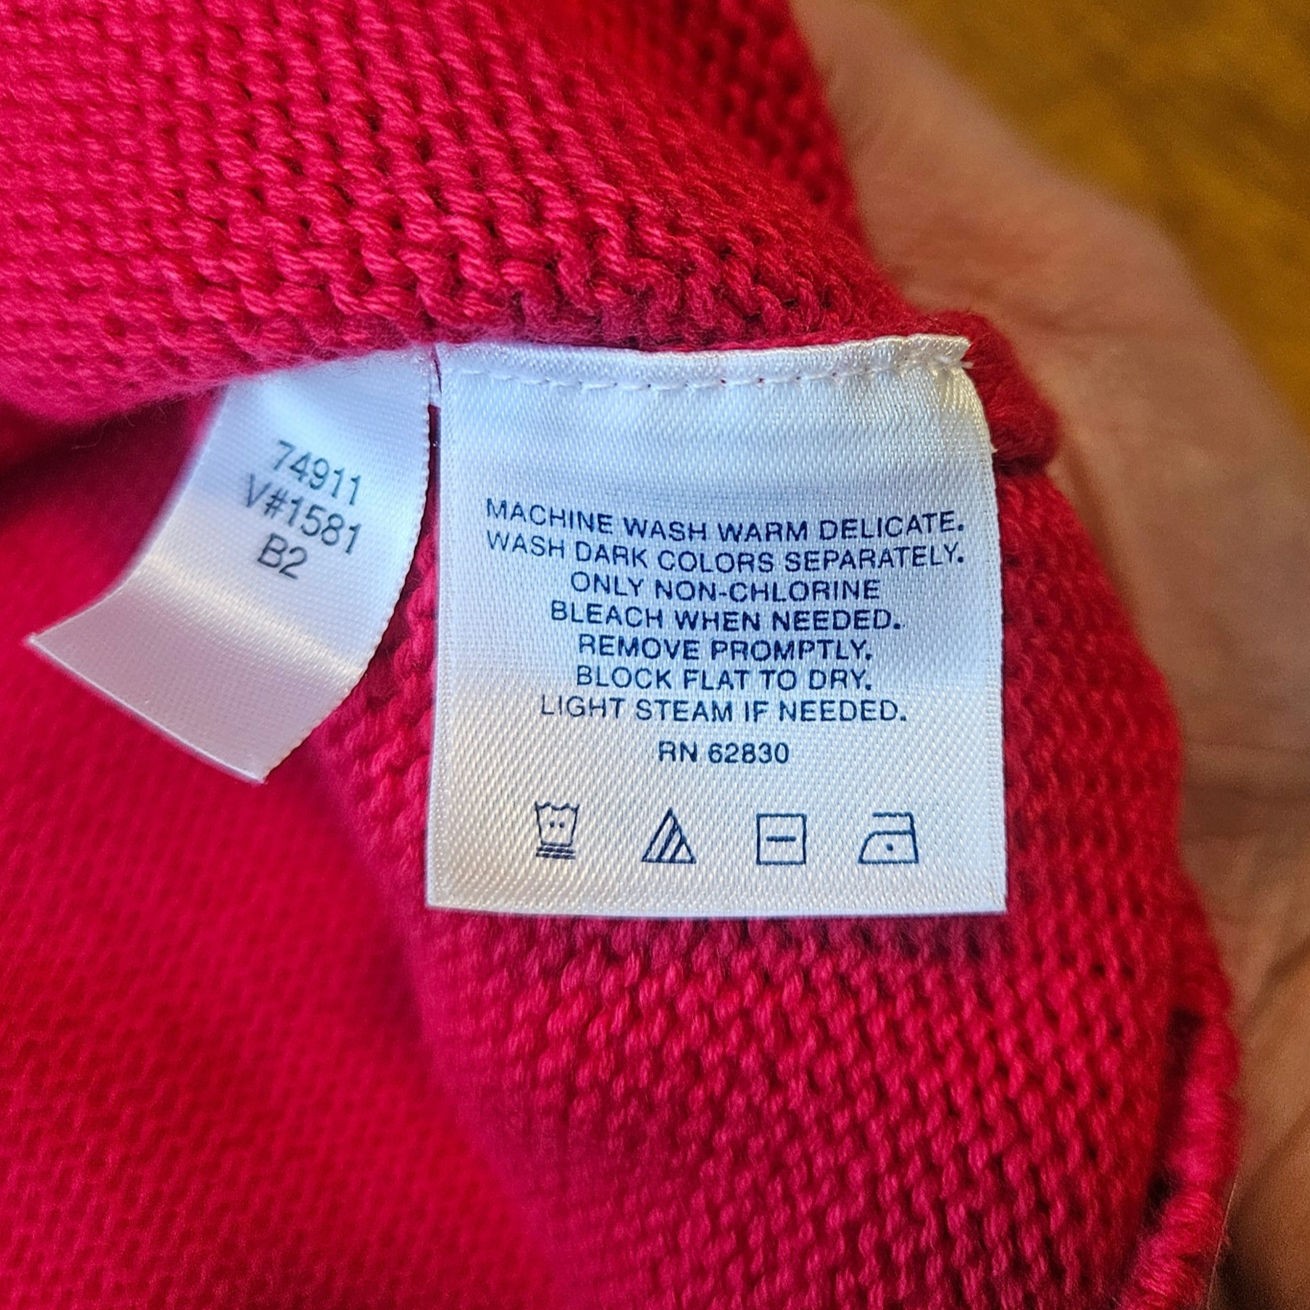 74911
V#1581
B2
MACHINE WASH WARM DELICATE.
WASH DARK COLORS SEPARATELY.
ONLY NON-CHLORINE
BLEACH WHEN NEEDED.
REMOVE PROMPTLY.
BLOCK FLAT TO DRY.
LIGHT STEAM IF NEEDED.
RN 62830